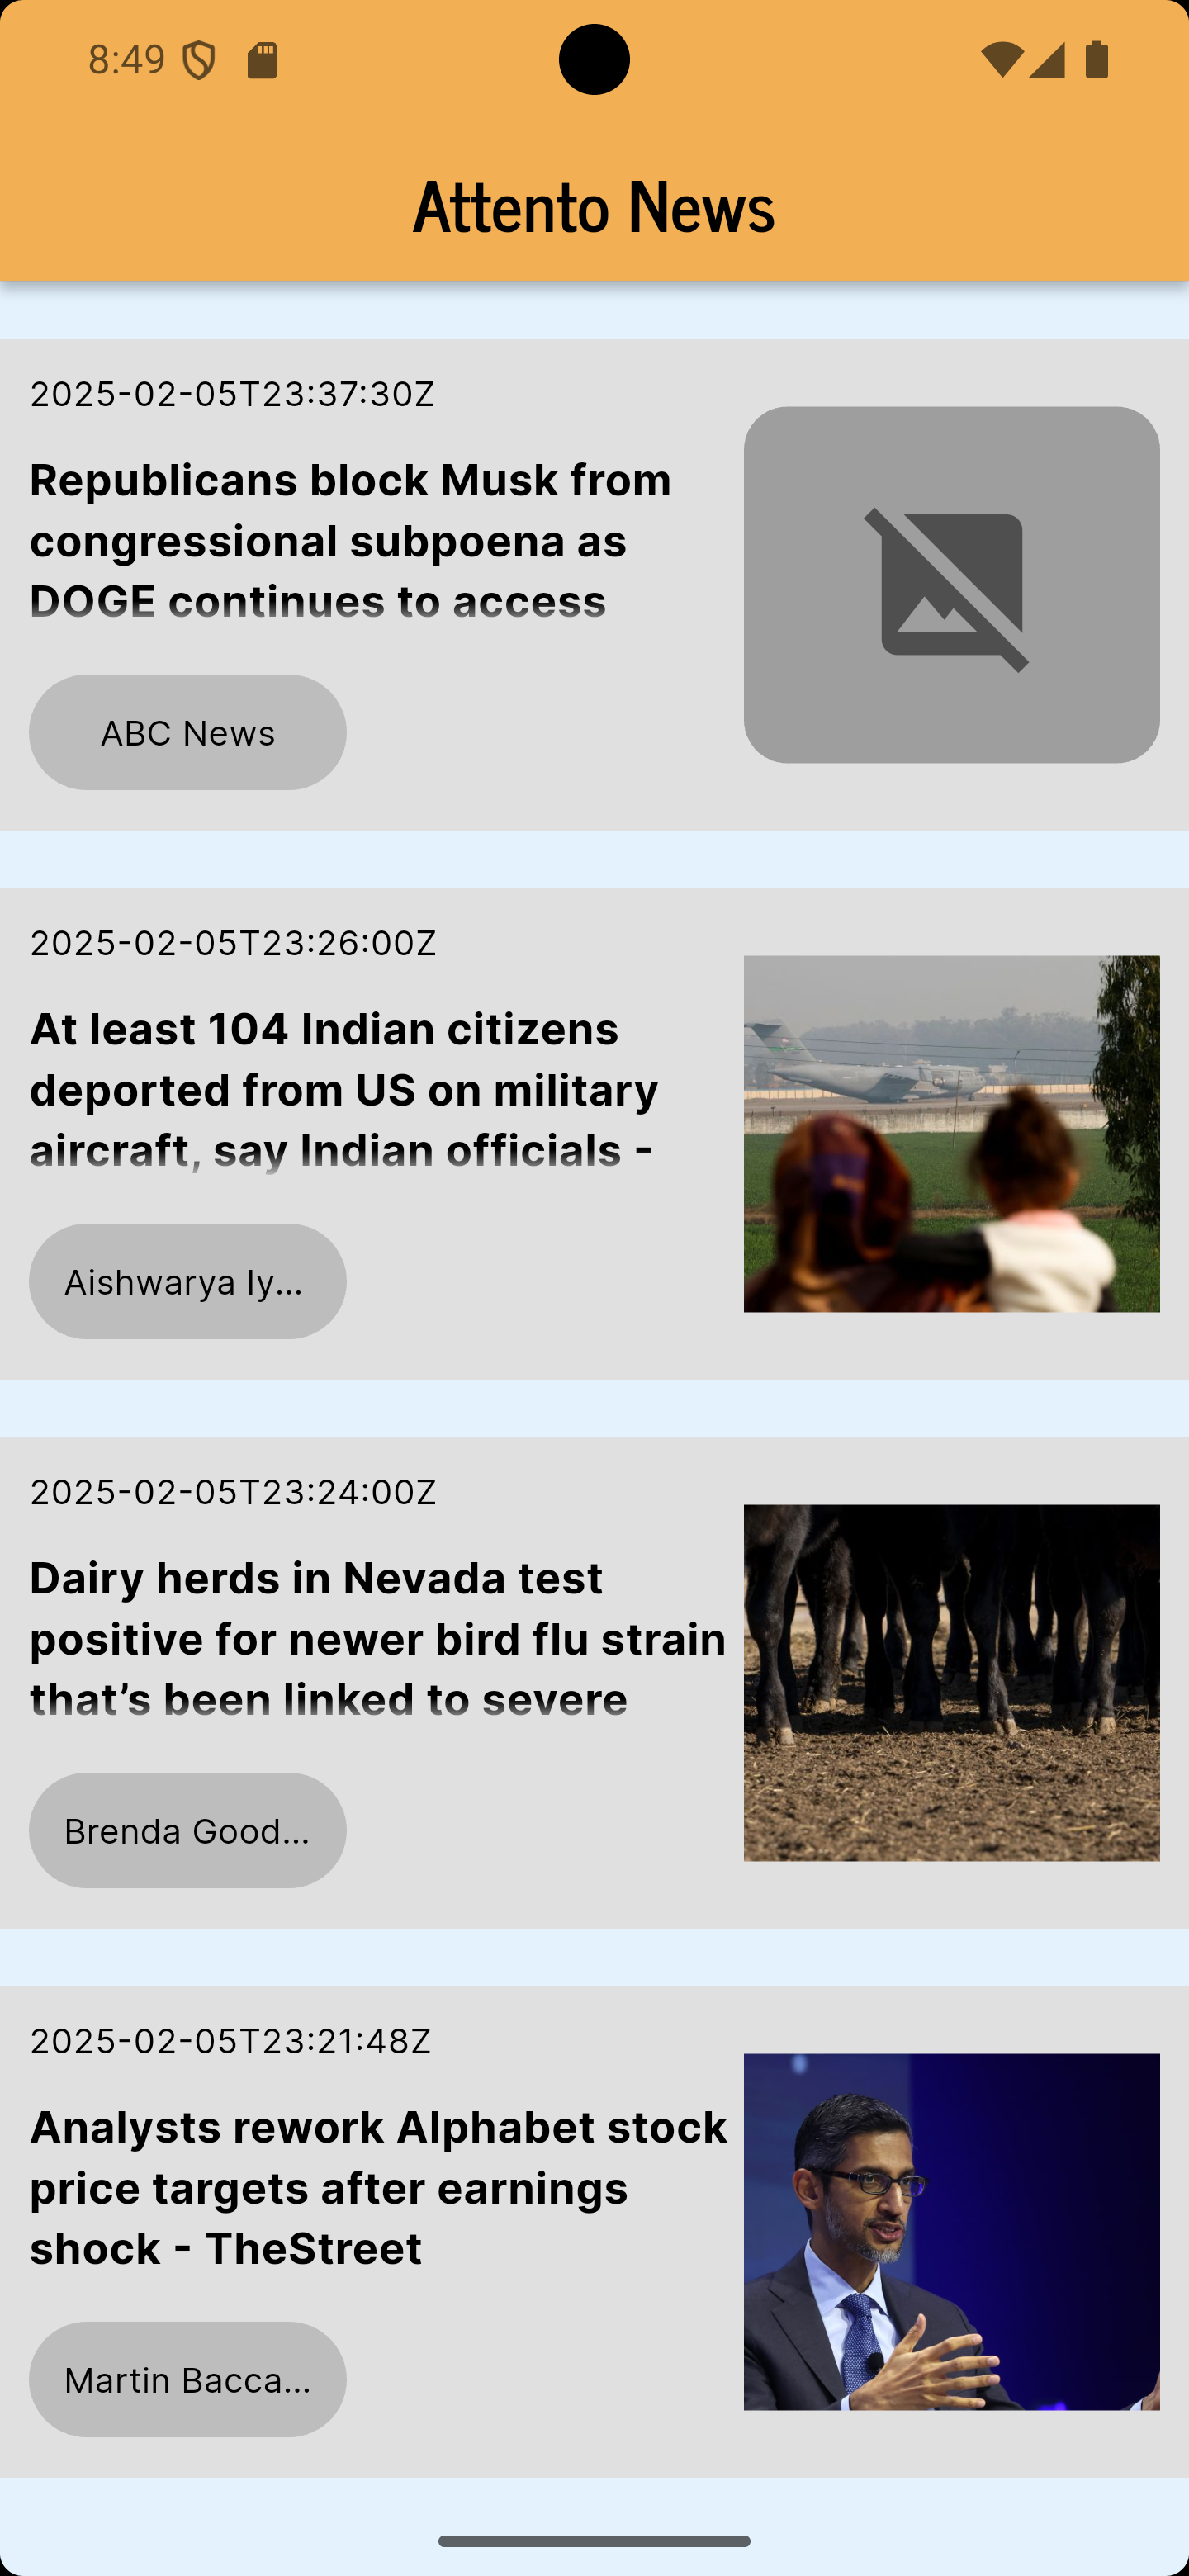 8:49
Attento News
2025-02-05T23:37:30Z
Republicans block Musk from
congressional subpoena as
DOGE continues to access
ABC News
2025-02-05T23:26:00Z
At least 104 Indian citizens
deported from US on military
aircraft, say Indian officials -
Aishwarya Iy...
2025-02-05T23:24:00Z
Dairy herds in Nevada test
positive for newer bird flu strain
that’s been linked to severe
Brenda Good...
2025-02-05T23:21:48Z
Analysts rework Alphabet stock
price targets after earnings
shock - TheStreet
Martin Bacca...